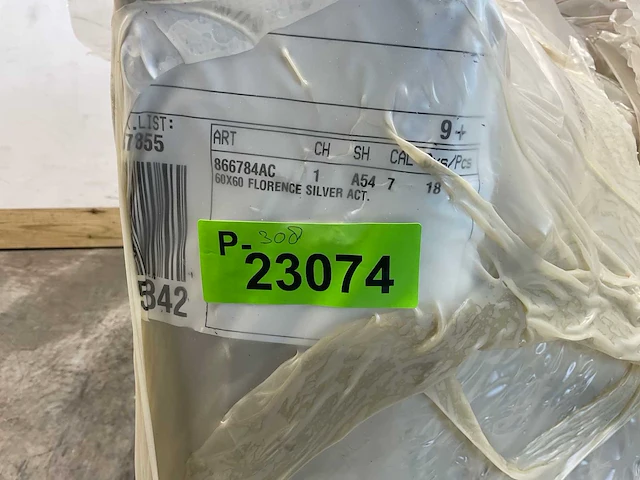 .LIST:
7855
9+
ART CH SH CAL /Pcs
866784AC 1 A54 7 18
60X60 FLORENCE SILVER ACT.
P-308
23074
342